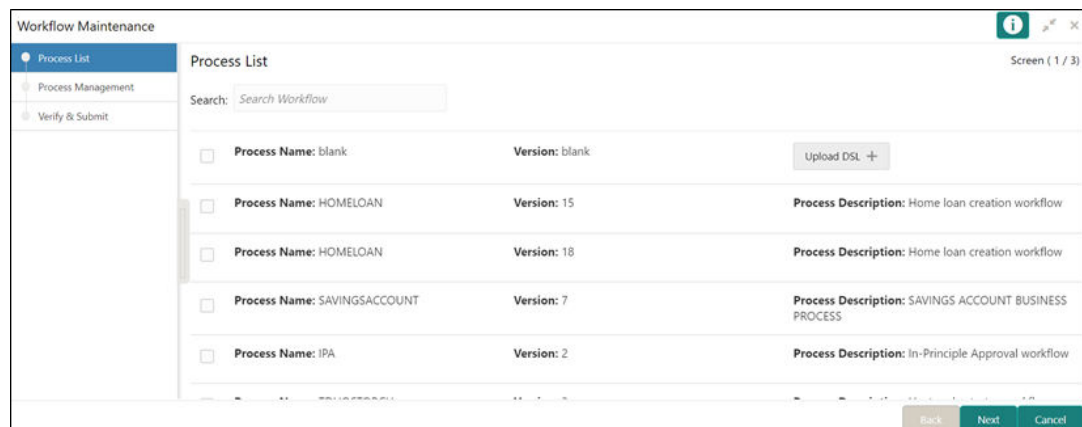 Workflow Maintenance
Process List
Process Management
Verify & Submit
Process List
Screen ( 1 / 3)
Search: Search Workflow
Process Name: blank Version: blank Upload DSL +
Process Name: HOMELOAN Version: 15 Process Description: Home loan creation workflow
Process Name: HOMELOAN Version: 18 Process Description: Home loan creation workflow
Process Name: SAVINGSACCOUNT Version: 7 Process Description: SAVINGS ACCOUNT BUSINESS
PROCESS
Process Name: IPA Version: 2 Process Description: In-Principle Approval workflow
Back Next Cancel